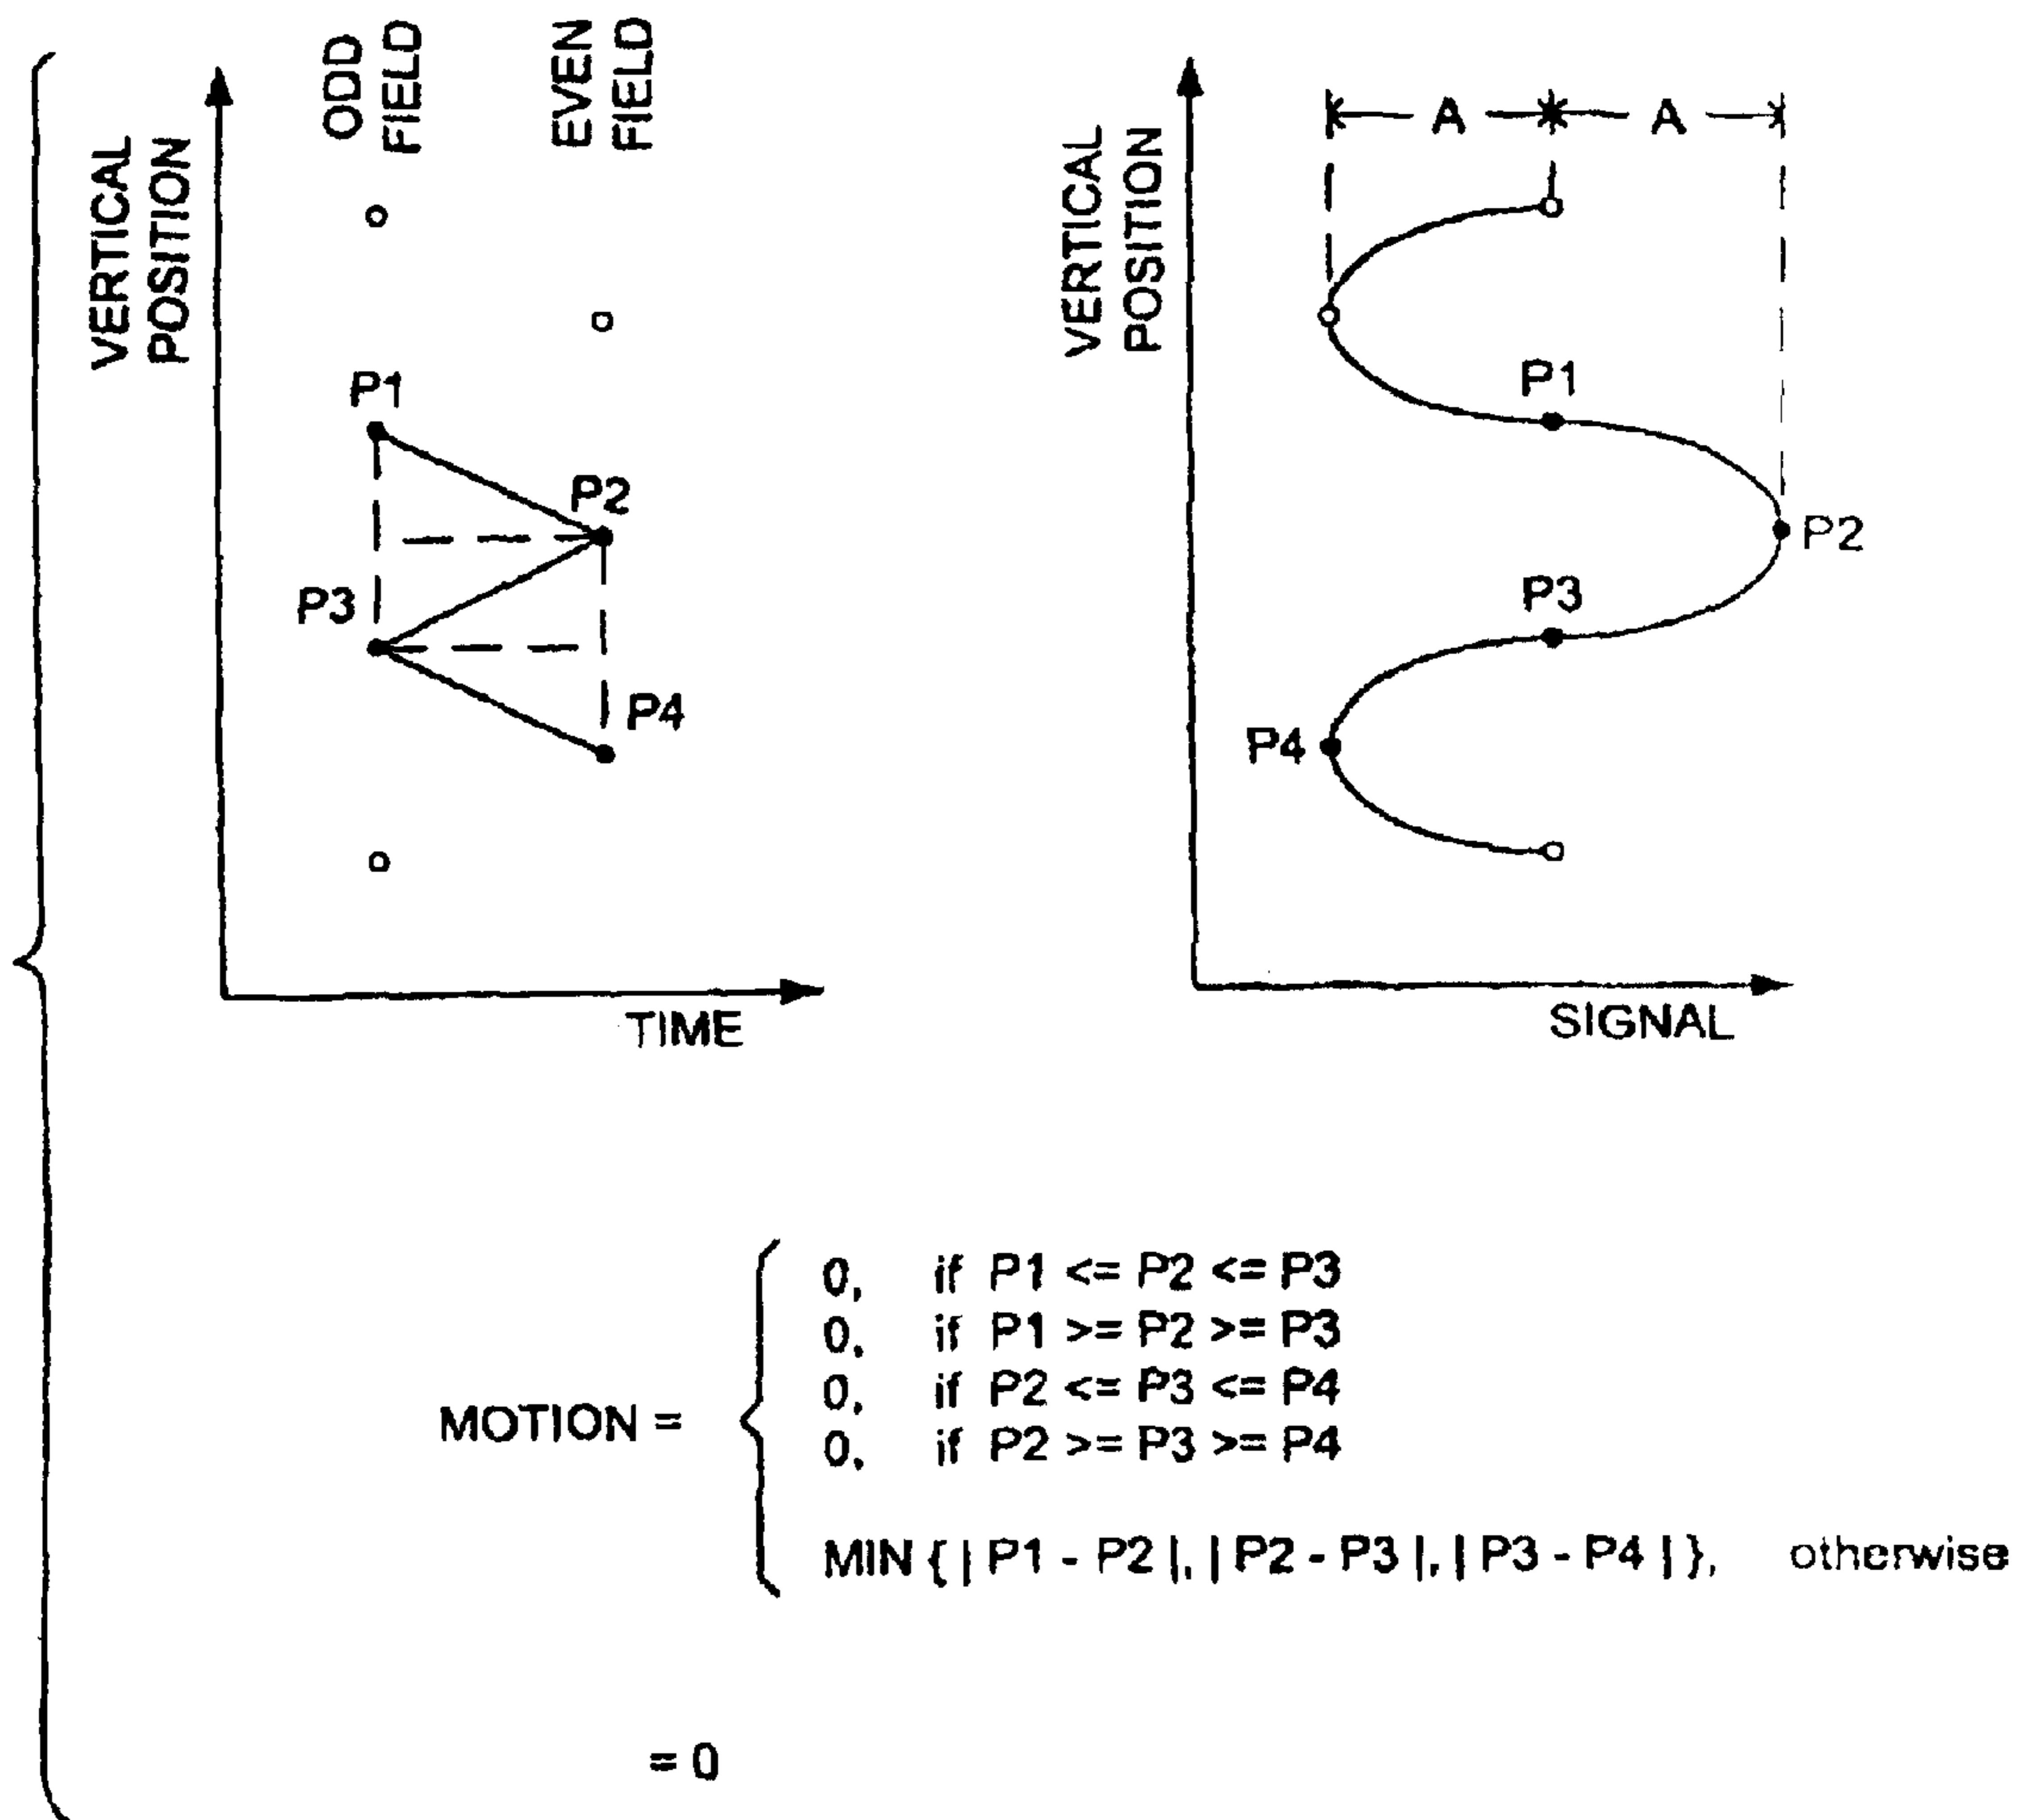 VERTICAL
POSITION
ODD
FIELD
EVEN
FIELD
P1
P2
P3
P4
TIME
VERTICAL
POSITION
A
A
P1
P2
P3
P4
SIGNAL
MOTION =
0, if P1 <= P2 <= P3
0, if P1 >= P2 >= P3
0, if P2 <= P3 <= P4
0, if P2 >= P3 >= P4
MIN { | P1 - P2 |, | P2 - P3 |, | P3 - P4 | }, otherwise
= 0